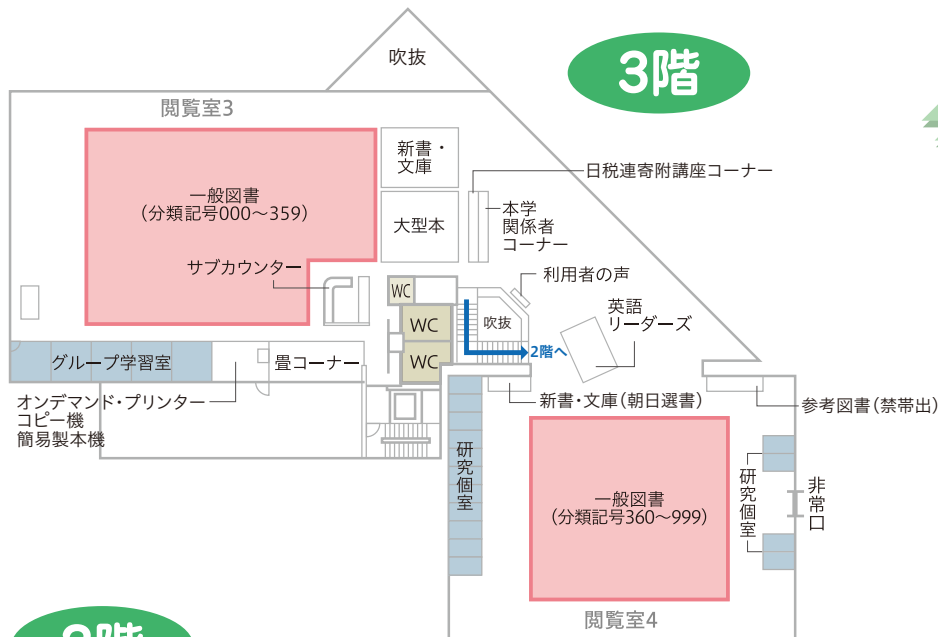 吹抜
3階
閲覧室3
新書・
文庫
一般図書
（分類記号000～359）
大型本
日税連寄附講座コーナー
本学
関係者
コーナー
サブカウンター
利用者の声
WC
WC
WC
吹抜
2階へ
英語
リーダーズ
グループ学習室
畳コーナー
オンデマンド・プリンター
コピー機
簡易製本機
新書・文庫（朝日選書）
参考図書（禁帯出）
研究個室
一般図書
（分類記号360～999）
研究個室
非常口
閲覧室4